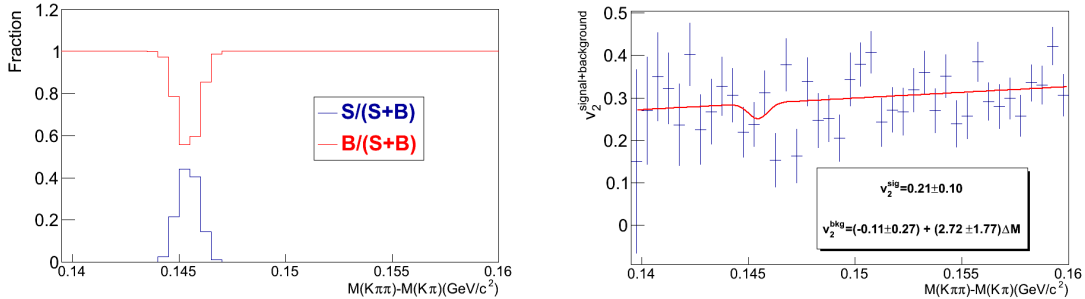 1.2
1
0.8
0.6
0.4
0.2
0
Fraction
S/(S+B)
B/(S+B)
0.14 0.145 0.15 0.155 0.16
M(Kππ)-M(Kπ)(GeV/c²)
0.5
0.4
0.3
0.2
0.1
0
v₂^signal+background
v₂^sig=0.21±0.10
v₂^bkg=(-0.11±0.27) + (2.72 ±1.77)ΔM
0.14 0.145 0.15 0.155 0.16
M(Kππ)-M(Kπ)(GeV/c²)